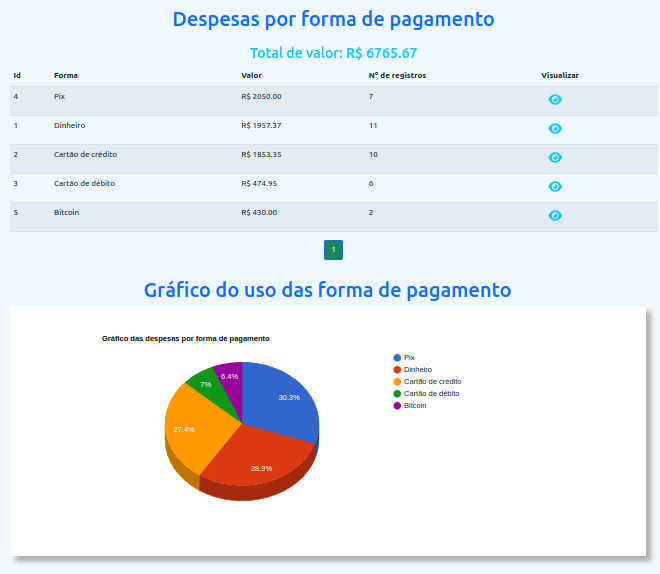 Despesas por forma de pagamento
Total de valor: R$ 6765.67
Id Forma Valor Nº de registros Visualizar
4 Pix R$ 2050.00 7
1 Dinheiro R$ 1957.37 11
2 Cartão de crédito R$ 1853.35 10
3 Cartão de débito R$ 474.95 6
5 Bitcoin R$ 430.00 2
1
Gráfico do uso das forma de pagamento
Gráfico das despesas por forma de pagamento
Pix
Dinheiro
Cartão de crédito
Cartão de débito
Bitcoin
6.4%
7%
30.3%
27.4%
28.9%